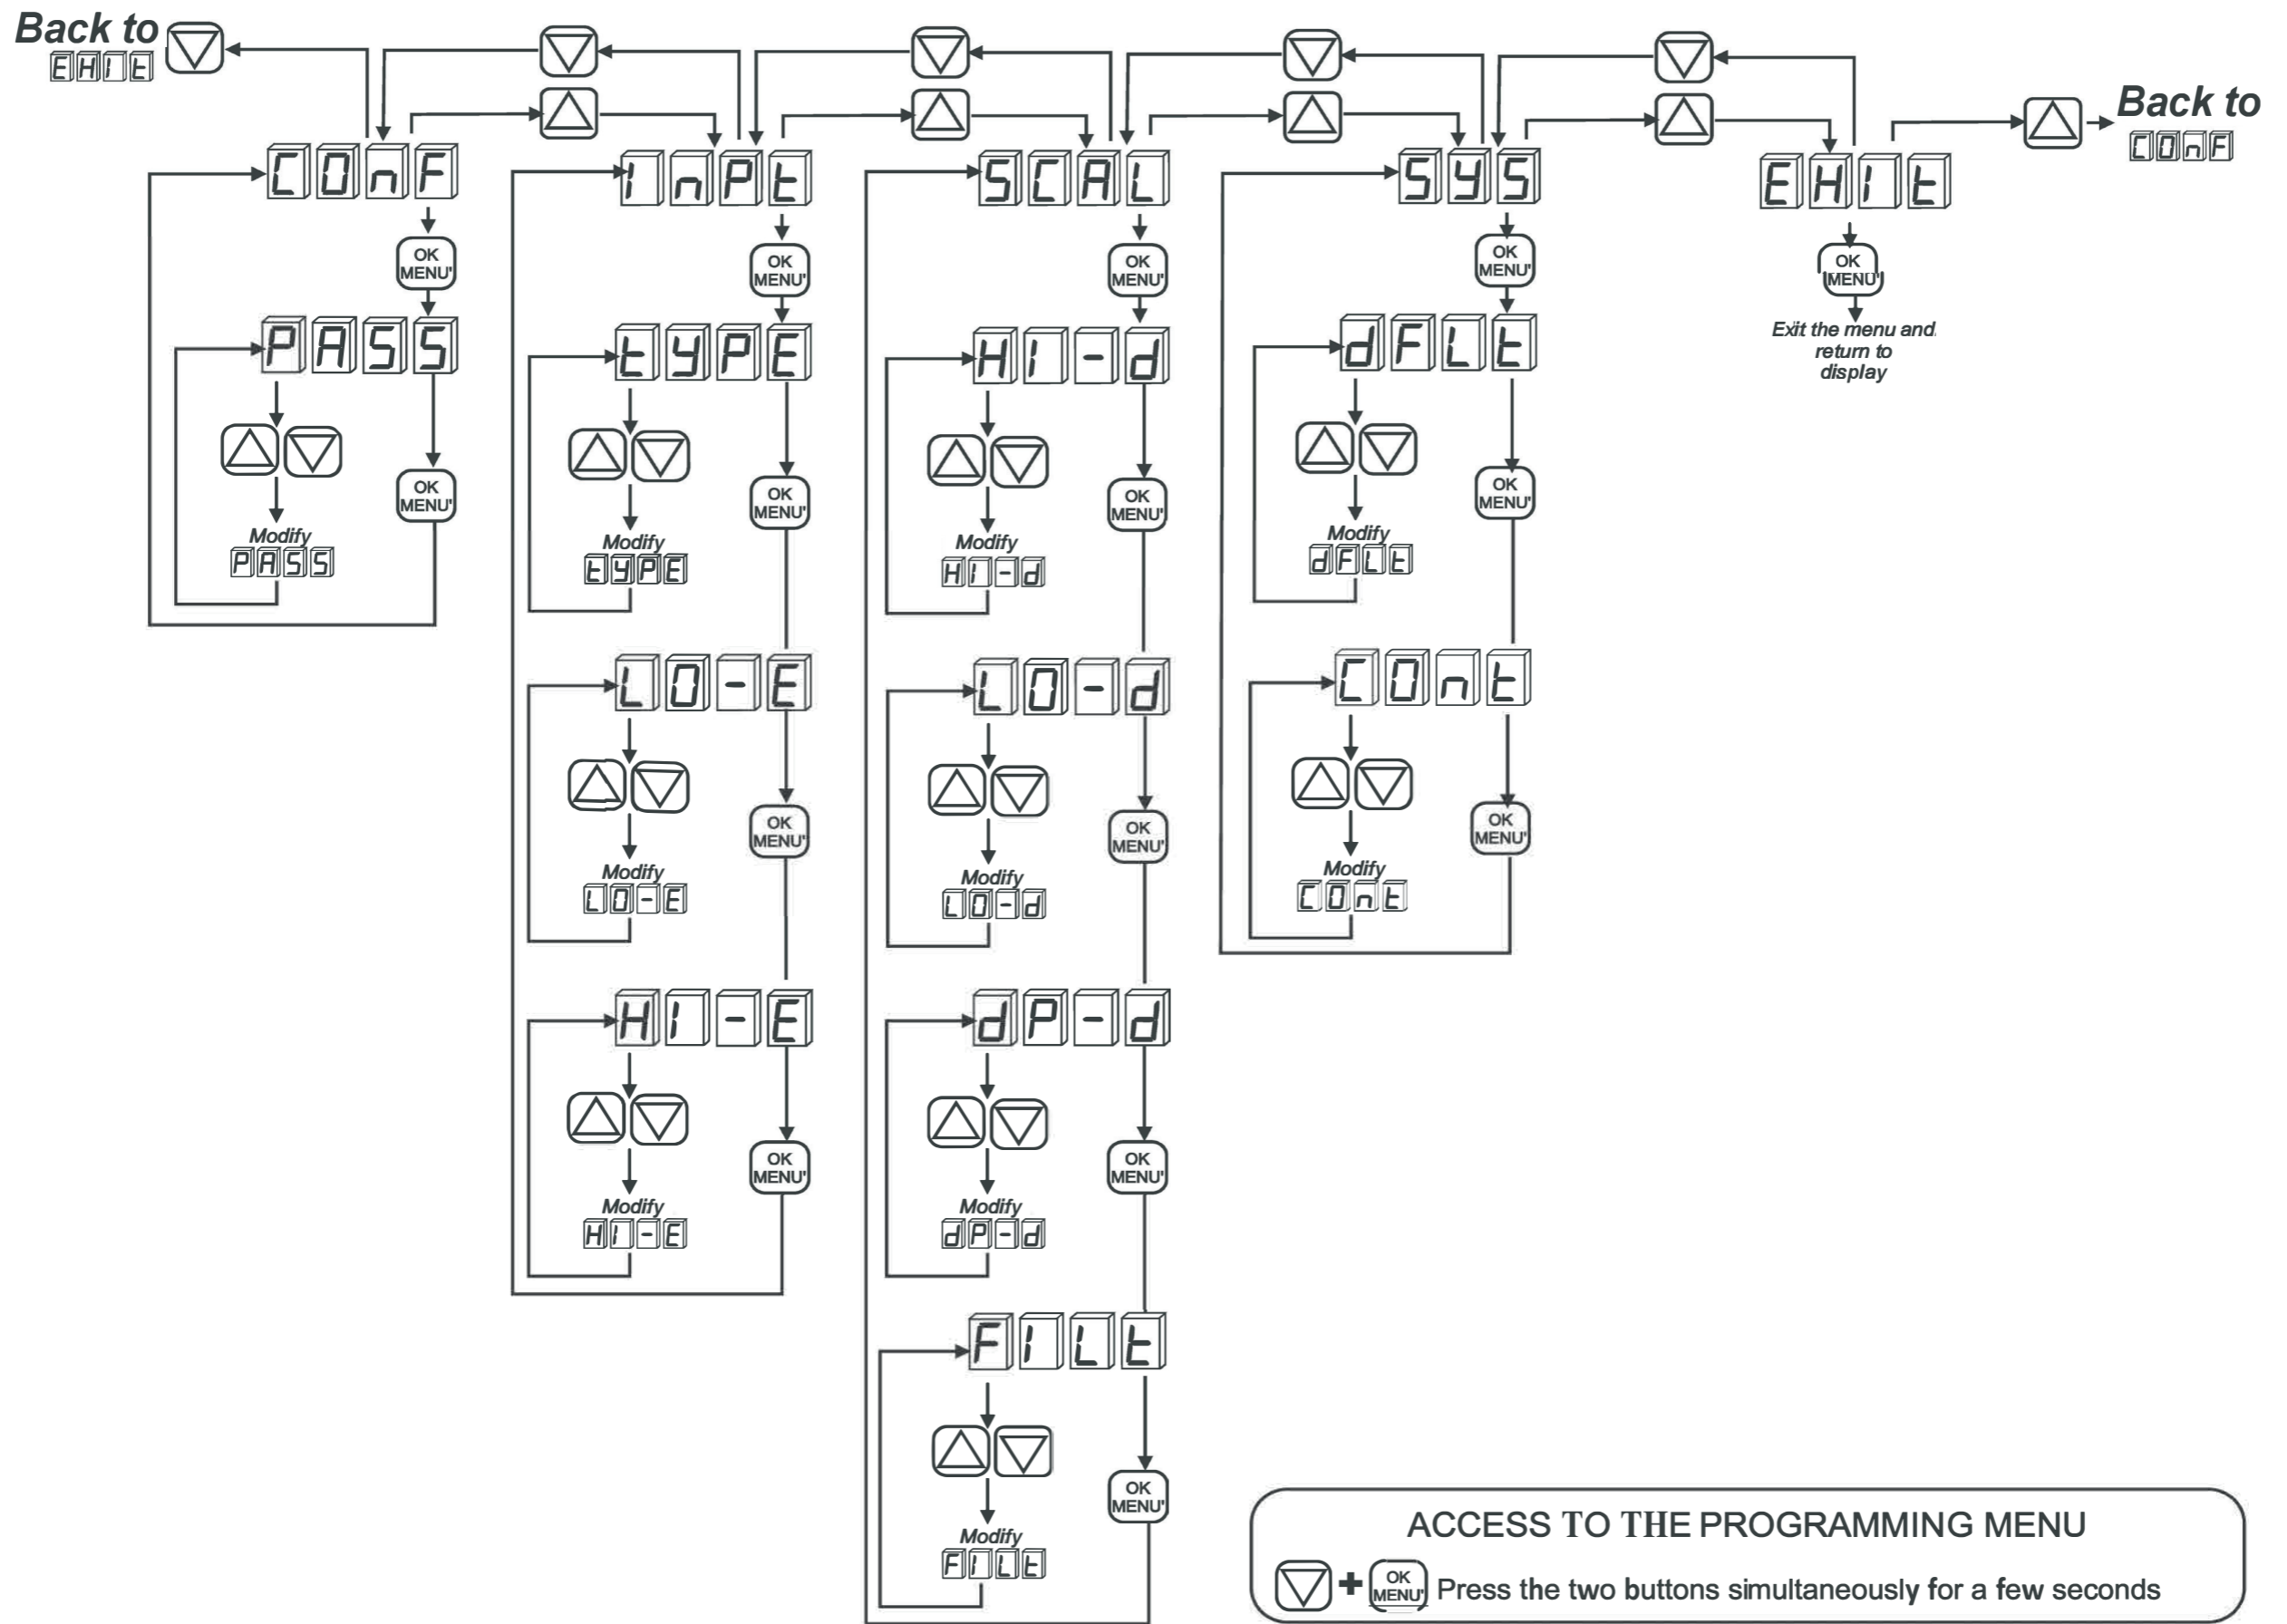 Back to
EHIt
Back to
COnF
COnF
InPt
SCAL
SYS
EHIt
OK
MENU'
OK
MENU'
OK
MENU'
OK
MENU'
OK
MENU'
Exit the menu and
return to
display
PASS
tYPE
HI-d
dFLt
OK
MENU'
OK
MENU'
OK
MENU'
OK
MENU'
Modify
PASS
Modify
tYPE
Modify
HI-d
Modify
dFLt
LO-E
LO-d
COnt
OK
MENU'
OK
MENU'
OK
MENU'
Modify
LO-E
Modify
LO-d
Modify
COnt
HI-E
dP-d
OK
MENU'
OK
MENU'
Modify
HI-E
Modify
dP-d
FILt
OK
MENU'
Modify
FILt
ACCESS TO THE PROGRAMMING MENU
+ OK
MENU' Press the two buttons simultaneously for a few seconds